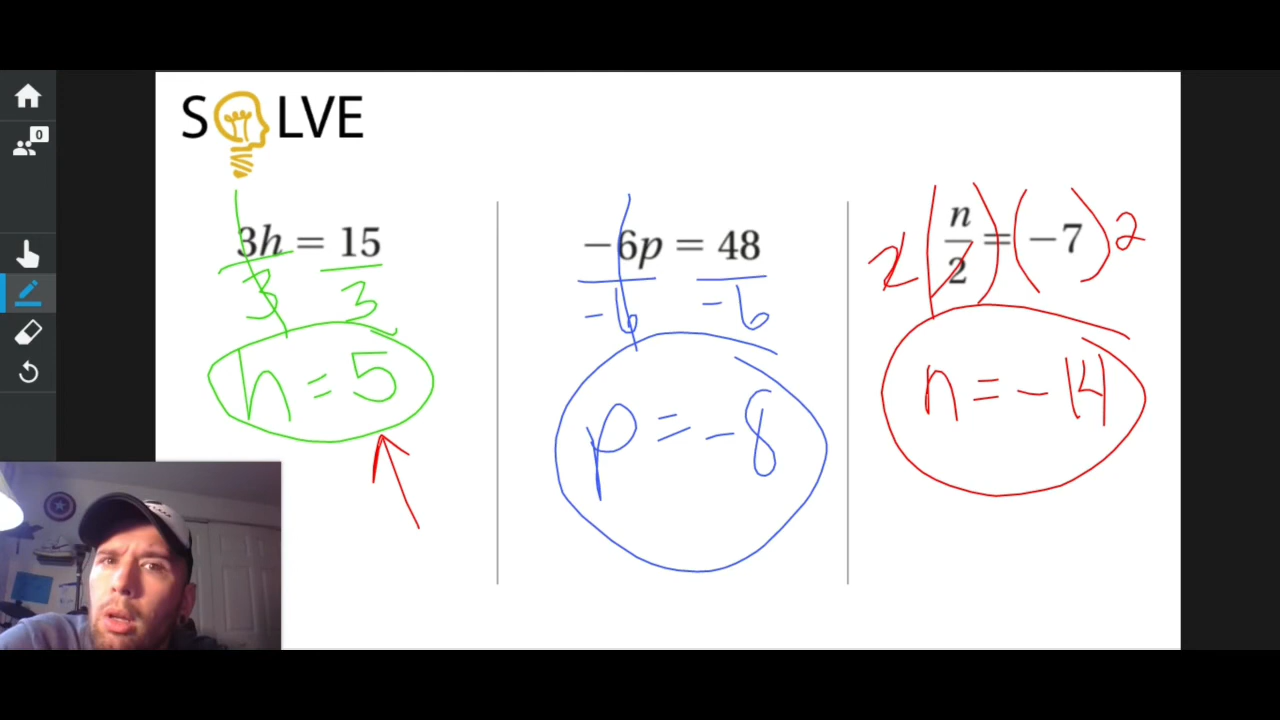 0
SOLVE
3h = 15
3 3
h = 5
-6p = 48
-6 -6
p = -8
2 (n/2) = (-7) 2
n = -14